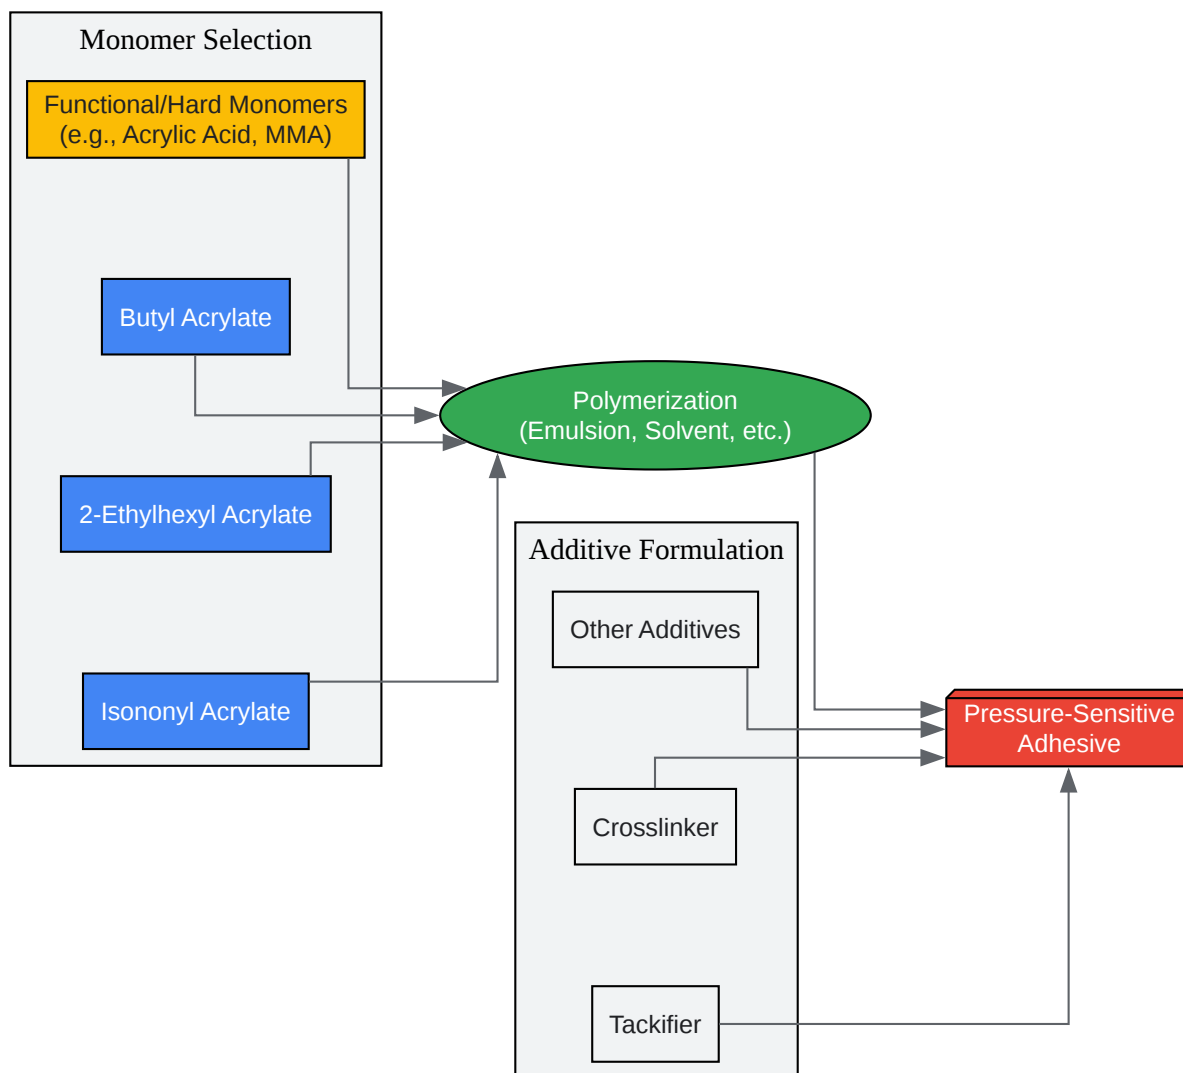 Monomer Selection
Functional/Hard Monomers
(e.g., Acrylic Acid, MMA)
Butyl Acrylate
2-Ethylhexyl Acrylate
Isononyl Acrylate
Polymerization
(Emulsion, Solvent, etc.)
Additive Formulation
Other Additives
Crosslinker
Tackifier
Pressure-Sensitive
Adhesive